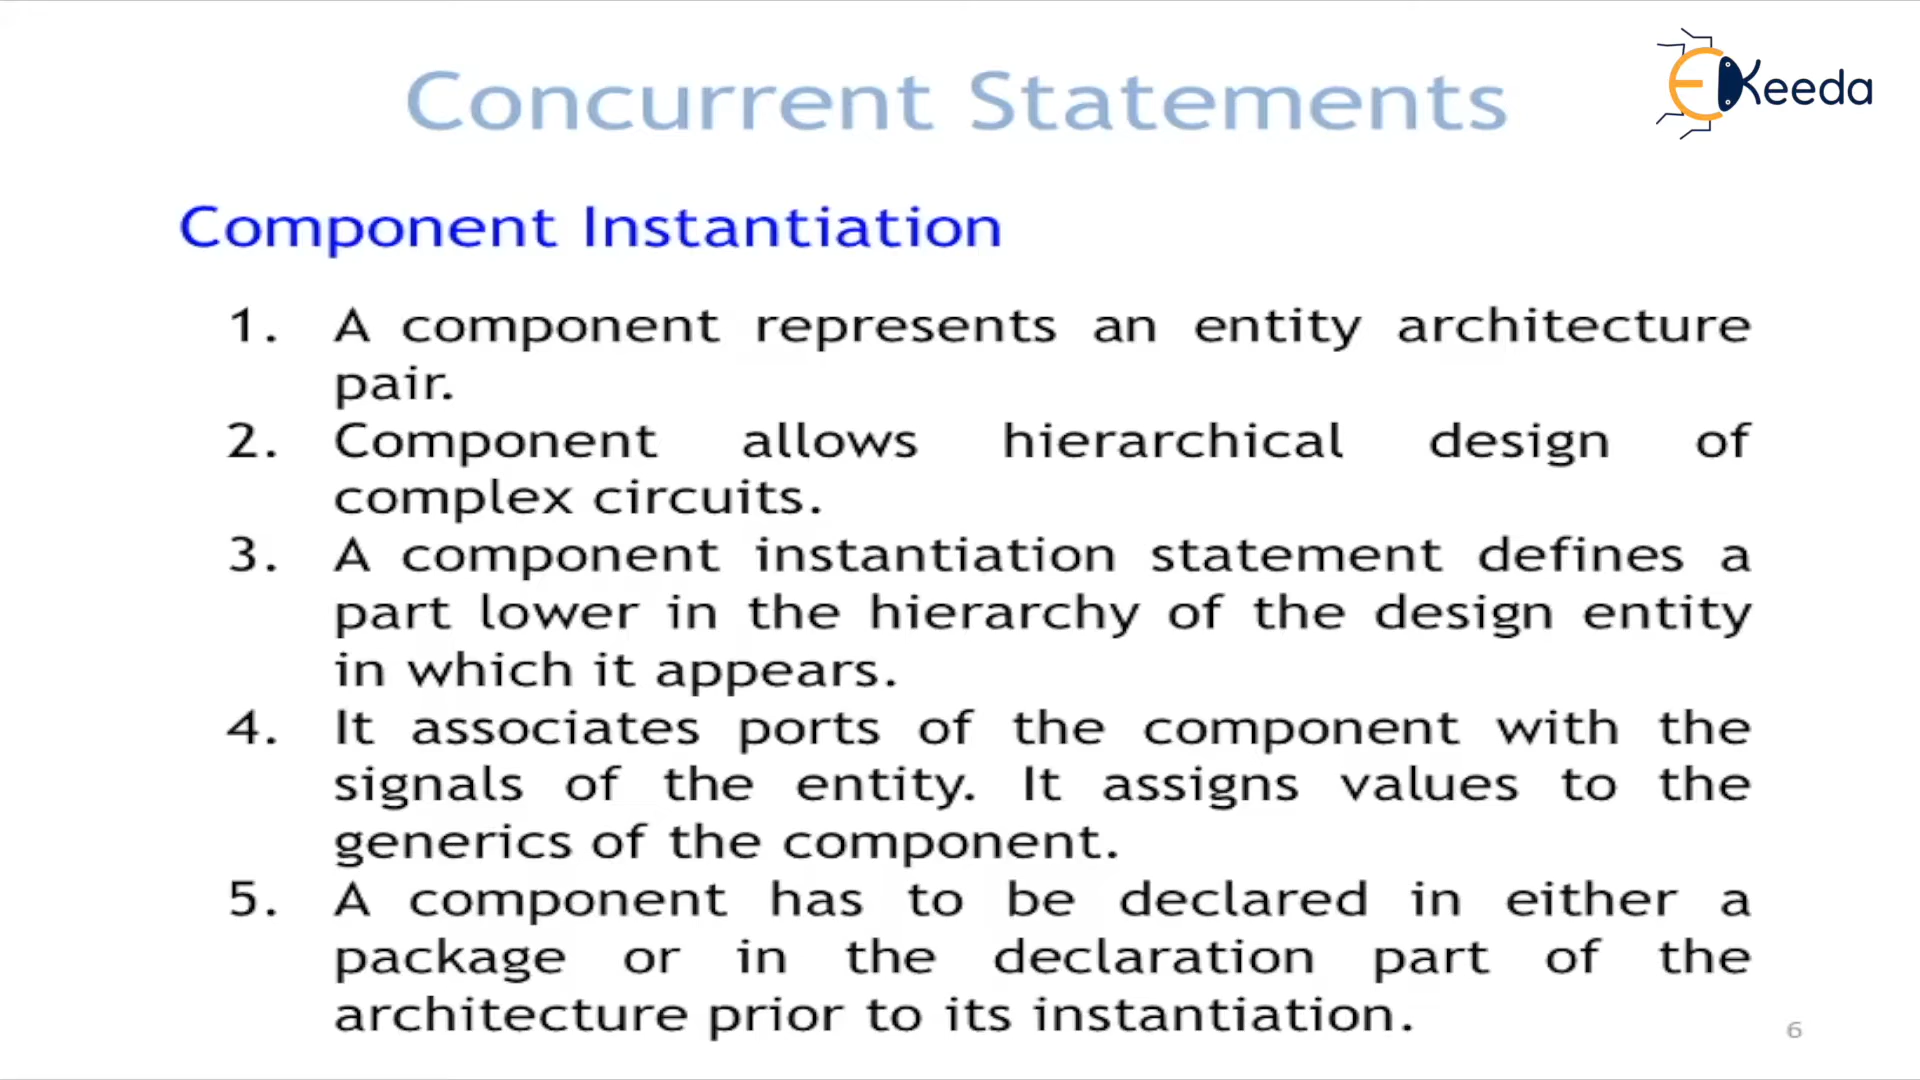 Concurrent Statements
EKeeda
Component Instantiation
1. A component represents an entity architecture
pair.
2. Component allows hierarchical design of
complex circuits.
3. A component instantiation statement defines a
part lower in the hierarchy of the design entity
in which it appears.
4. It associates ports of the component with the
signals of the entity. It assigns values to the
generics of the component.
5. A component has to be declared in either a
package or in the declaration part of the
architecture prior to its instantiation.
6